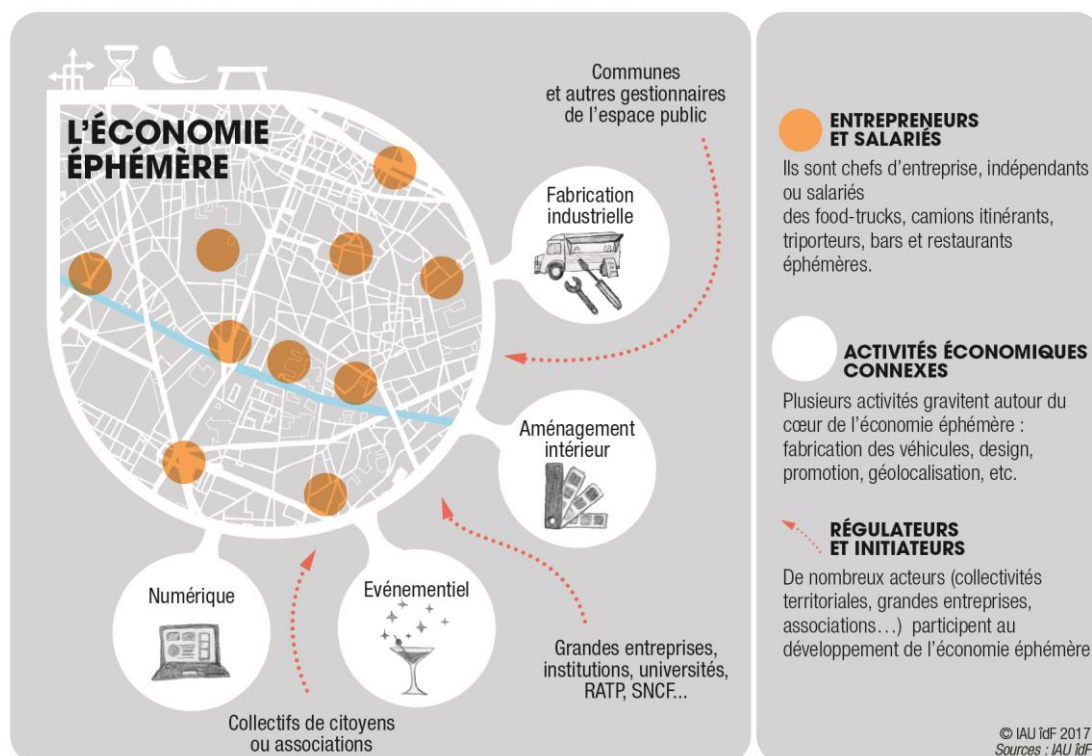 L'ÉCONOMIE
ÉPHÉMÈRE
Communes
et autres gestionnaires
de l'espace public
Fabrication
industrielle
Aménagement
intérieur
Evénementiel
Numérique
Grandes entreprises,
institutions, universités,
RATP, SNCF...
Collectifs de citoyens
ou associations
ENTREPRENEURS
ET SALARIÉS
Ils sont chefs d'entreprise, indépendants
ou salariés
des food-trucks, camions itinérants,
triporteurs, bars et restaurants
éphémères.
ACTIVITÉS ÉCONOMIQUES
CONNEXES
Plusieurs activités gravitent autour du
cœur de l'économie éphémère :
fabrication des véhicules, design,
promotion, géolocalisation, etc.
RÉGULATEURS
ET INITIATEURS
De nombreux acteurs (collectivités
territoriales, grandes entreprises,
associations…) participent au
développement de l'économie éphémère
© IAU îdF 2017
Sources : IAU îdF